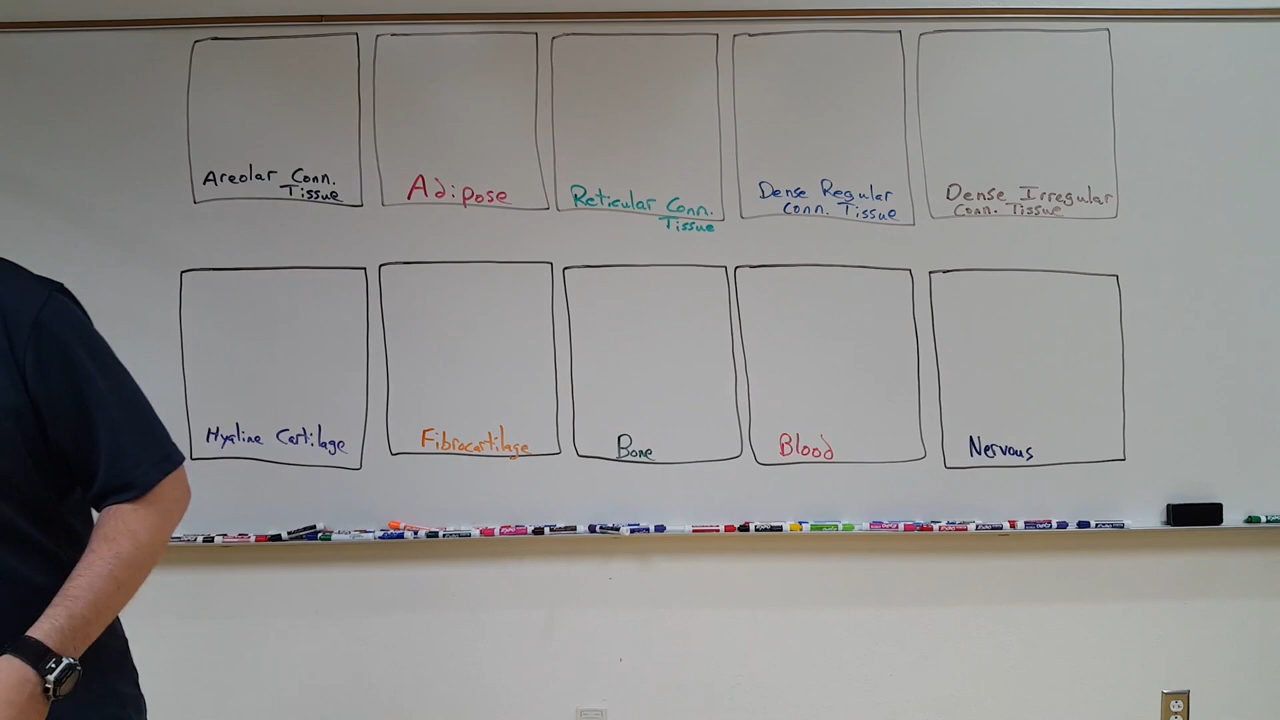 Areolar Conn.
Tissue
Adipose
Reticular Conn.
Tissue
Dense Regular
Conn. Tissue
Dense Irregular
Conn. Tissue
Hyaline Cartilage
Fibrocartilage
Bone
Blood
Nervous